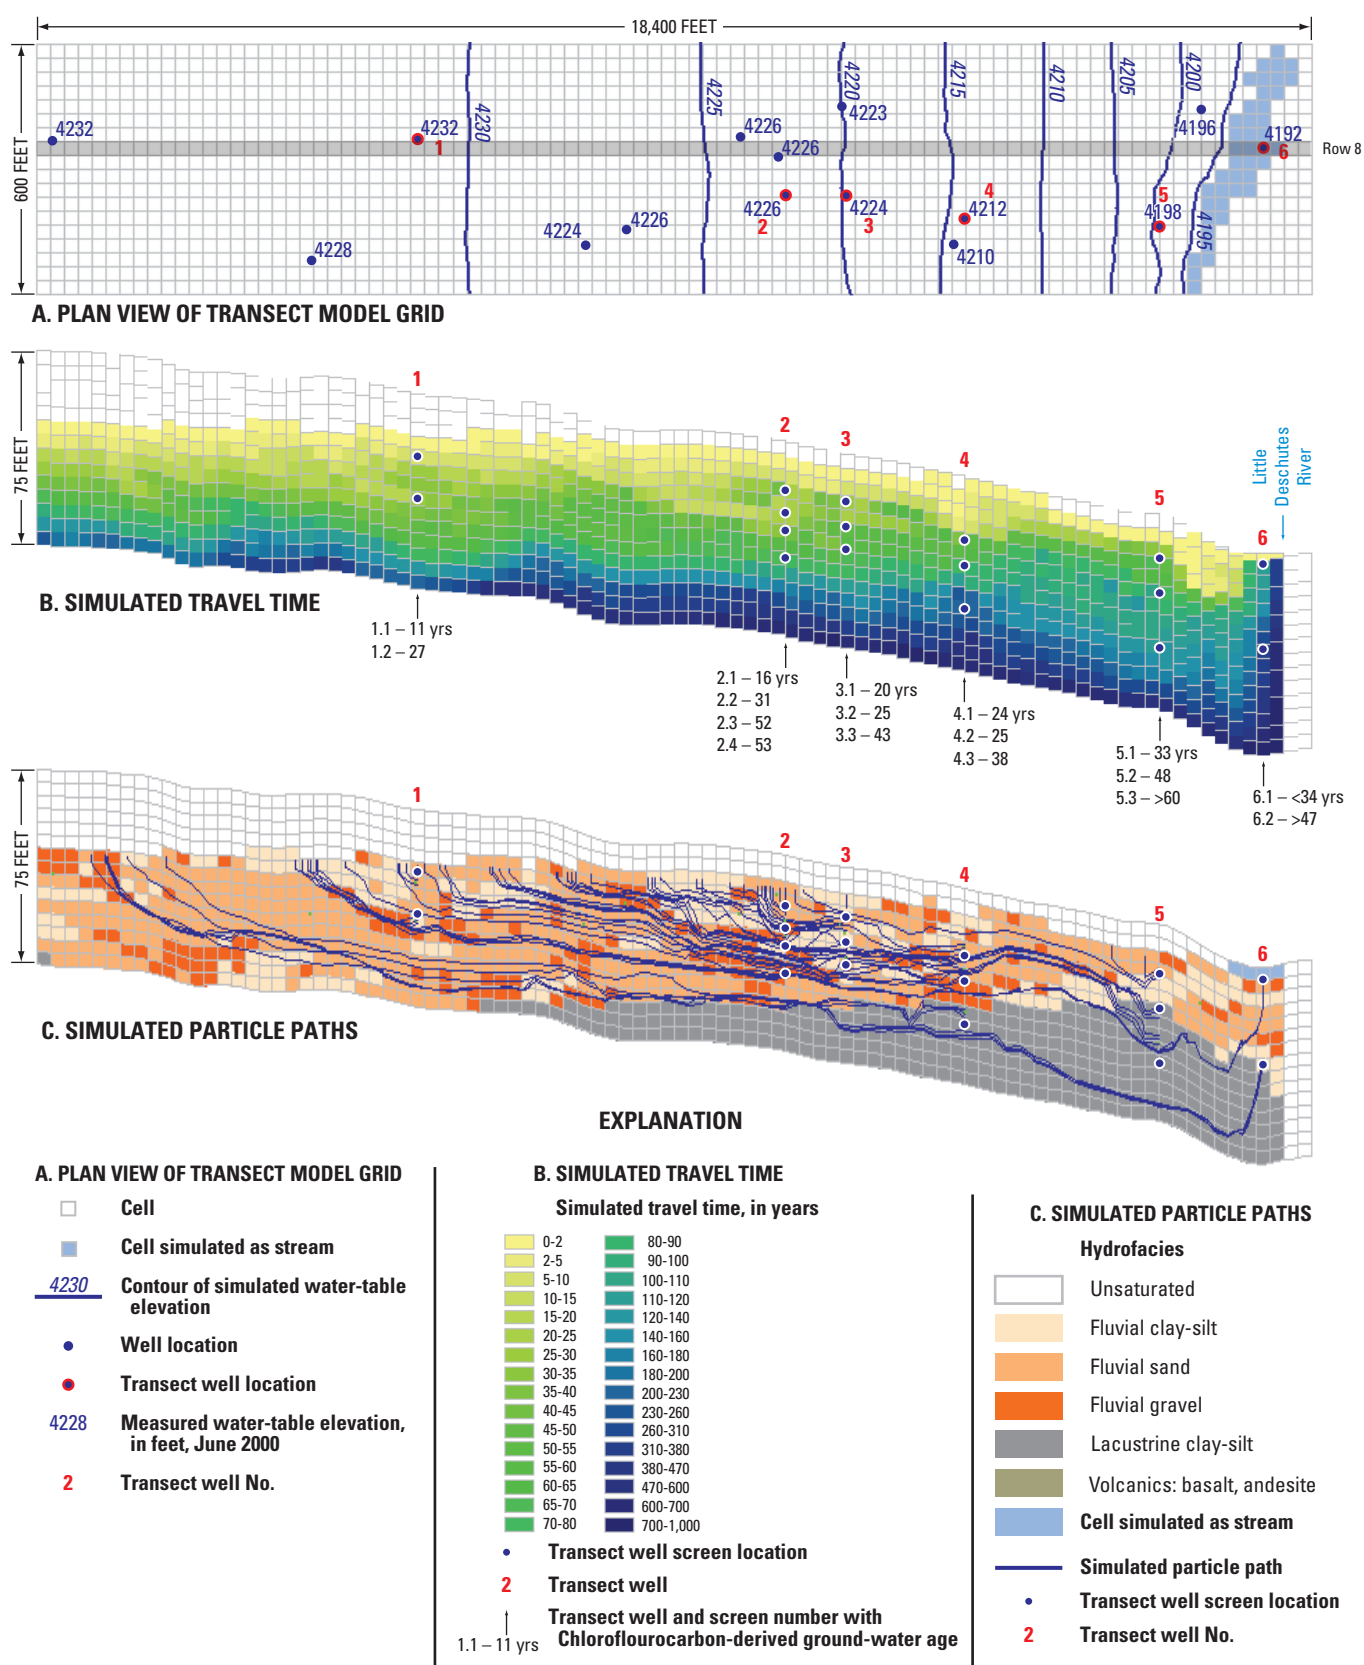 18,400 FEET
600 FEET
4232
4232
1
4230
4228
4224
4226
4225
4226
4226
4226
2
4220
4223
4224
3
4215
4
4212
4210
4210
4205
4200
4196
5
4198
4195
4192
6
Row 8
A. PLAN VIEW OF TRANSECT MODEL GRID
75 FEET
1
2
3
4
5
6
Little
Deschutes
River
B. SIMULATED TRAVEL TIME
1.1 – 11 yrs
1.2 – 27
2.1 – 16 yrs
2.2 – 31
2.3 – 52
2.4 – 53
3.1 – 20 yrs
3.2 – 25
3.3 – 43
4.1 – 24 yrs
4.2 – 25
4.3 – 38
5.1 – 33 yrs
5.2 – 48
5.3 – >60
6.1 – <34 yrs
6.2 – >47
75 FEET
1
2
3
4
5
6
C. SIMULATED PARTICLE PATHS
EXPLANATION
A. PLAN VIEW OF TRANSECT MODEL GRID
Cell
Cell simulated as stream
4230 Contour of simulated water-table
elevation
Well location
Transect well location
4228 Measured water-table elevation,
in feet, June 2000
2 Transect well No.
B. SIMULATED TRAVEL TIME
Simulated travel time, in years
0-2
2-5
5-10
10-15
15-20
20-25
25-30
30-35
35-40
40-45
45-50
50-55
55-60
60-65
65-70
70-80
80-90
90-100
100-110
110-120
120-140
140-160
160-180
180-200
200-230
230-260
260-310
310-380
380-470
470-600
600-700
700-1,000
Transect well screen location
2 Transect well
Transect well and screen number with
1.1 – 11 yrs Chloroflourocarbon-derived ground-water age
C. SIMULATED PARTICLE PATHS
Hydrofacies
Unsaturated
Fluvial clay-silt
Fluvial sand
Fluvial gravel
Lacustrine clay-silt
Volcanics: basalt, andesite
Cell simulated as stream
Simulated particle path
Transect well screen location
2 Transect well No.